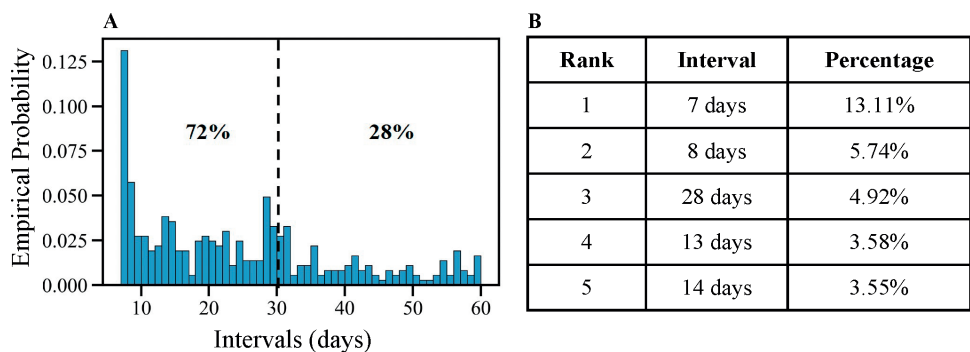 A
Empirical Probability
0.125
0.100
0.075
0.050
0.025
0.000
72%
28%
10 20 30 40 50 60
Intervals (days)
B
Rank Interval Percentage
1 7 days 13.11%
2 8 days 5.74%
3 28 days 4.92%
4 13 days 3.58%
5 14 days 3.55%